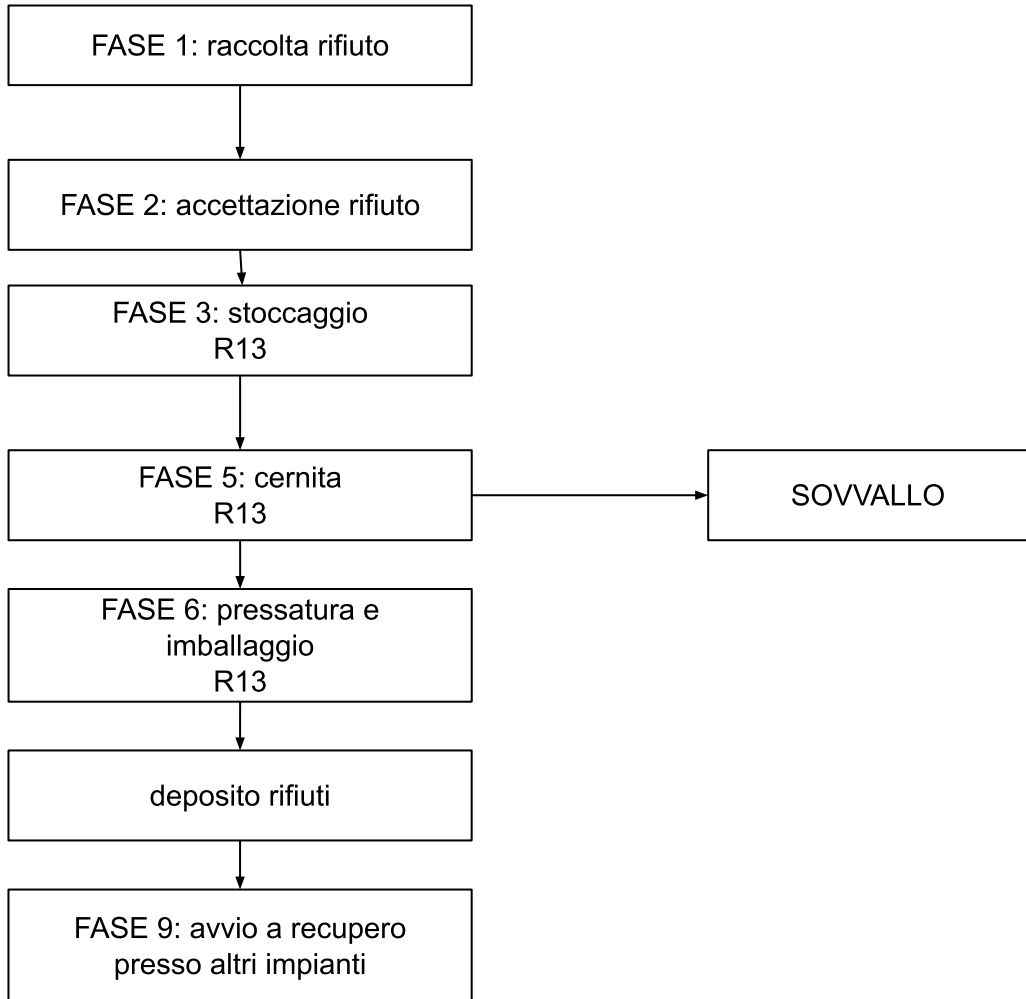 FASE 1: raccolta rifiuto
FASE 2: accettazione rifiuto
FASE 3: stoccaggio
R13
FASE 5: cernita
R13
SOVVALLO
FASE 6: pressatura e
imballaggio
R13
deposito rifiuti
FASE 9: avvio a recupero
presso altri impianti